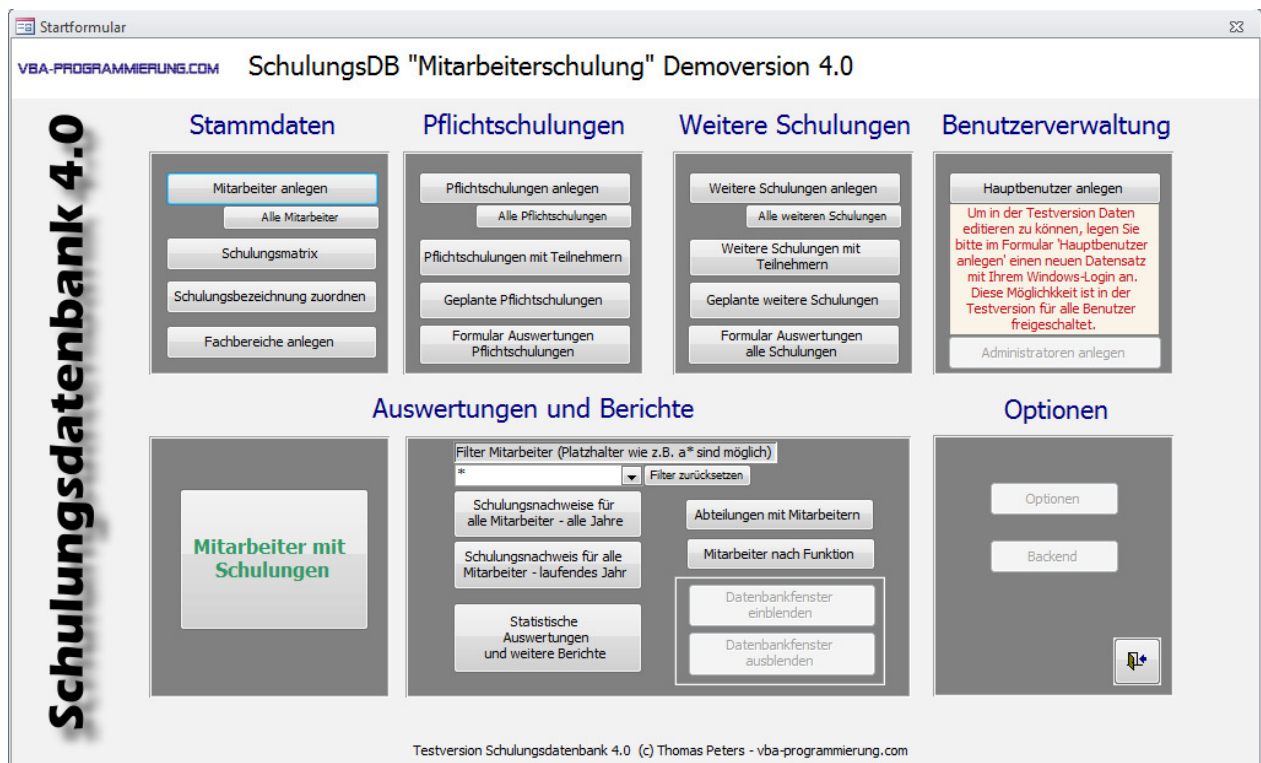 Startformular
VBA-PROGRAMMIERUNG.COM
SchulungsDB "Mitarbeiterschulung" Demoversion 4.0
Schulungsdatenbank 4.0
Stammdaten
Mitarbeiter anlegen
Alle Mitarbeiter
Schulungsmatrix
Schulungsbezeichnung zuordnen
Fachbereiche anlegen
Pflichtschulungen
Pflichtschulungen anlegen
Alle Pflichtschulungen
Pflichtschulungen mit Teilnehmern
Geplante Pflichtschulungen
Formular Auswertungen
Pflichtschulungen
Weitere Schulungen
Weitere Schulungen anlegen
Alle weiteren Schulungen
Weitere Schulungen mit
Teilnehmern
Geplante weitere Schulungen
Formular Auswertungen
alle Schulungen
Benutzerverwaltung
Hauptbenutzer anlegen
Um in der Testversion Daten
editieren zu können, legen Sie
bitte im Formular 'Hauptbenutzer
anlegen' einen neuen Datensatz
mit Ihrem Windows-Login an.
Diese Möglichkkeit ist in der
Testversion für alle Benutzer
freigeschaltet.
Administratoren anlegen
Auswertungen und Berichte
Mitarbeiter mit
Schulungen
Filter Mitarbeiter (Platzhalter wie z.B. a* sind möglich)
*
Filter zurücksetzen
Schulungsnachweise für
alle Mitarbeiter - alle Jahre
Schulungsnachweis für alle
Mitarbeiter - laufendes Jahr
Statistische
Auswertungen
und weitere Berichte
Abteilungen mit Mitarbeitern
Mitarbeiter nach Funktion
Datenbankfenster
einblenden
Datenbankfenster
ausblenden
Optionen
Optionen
Backend
Testversion Schulungsdatenbank 4.0 (c) Thomas Peters - vba-programmierung.com